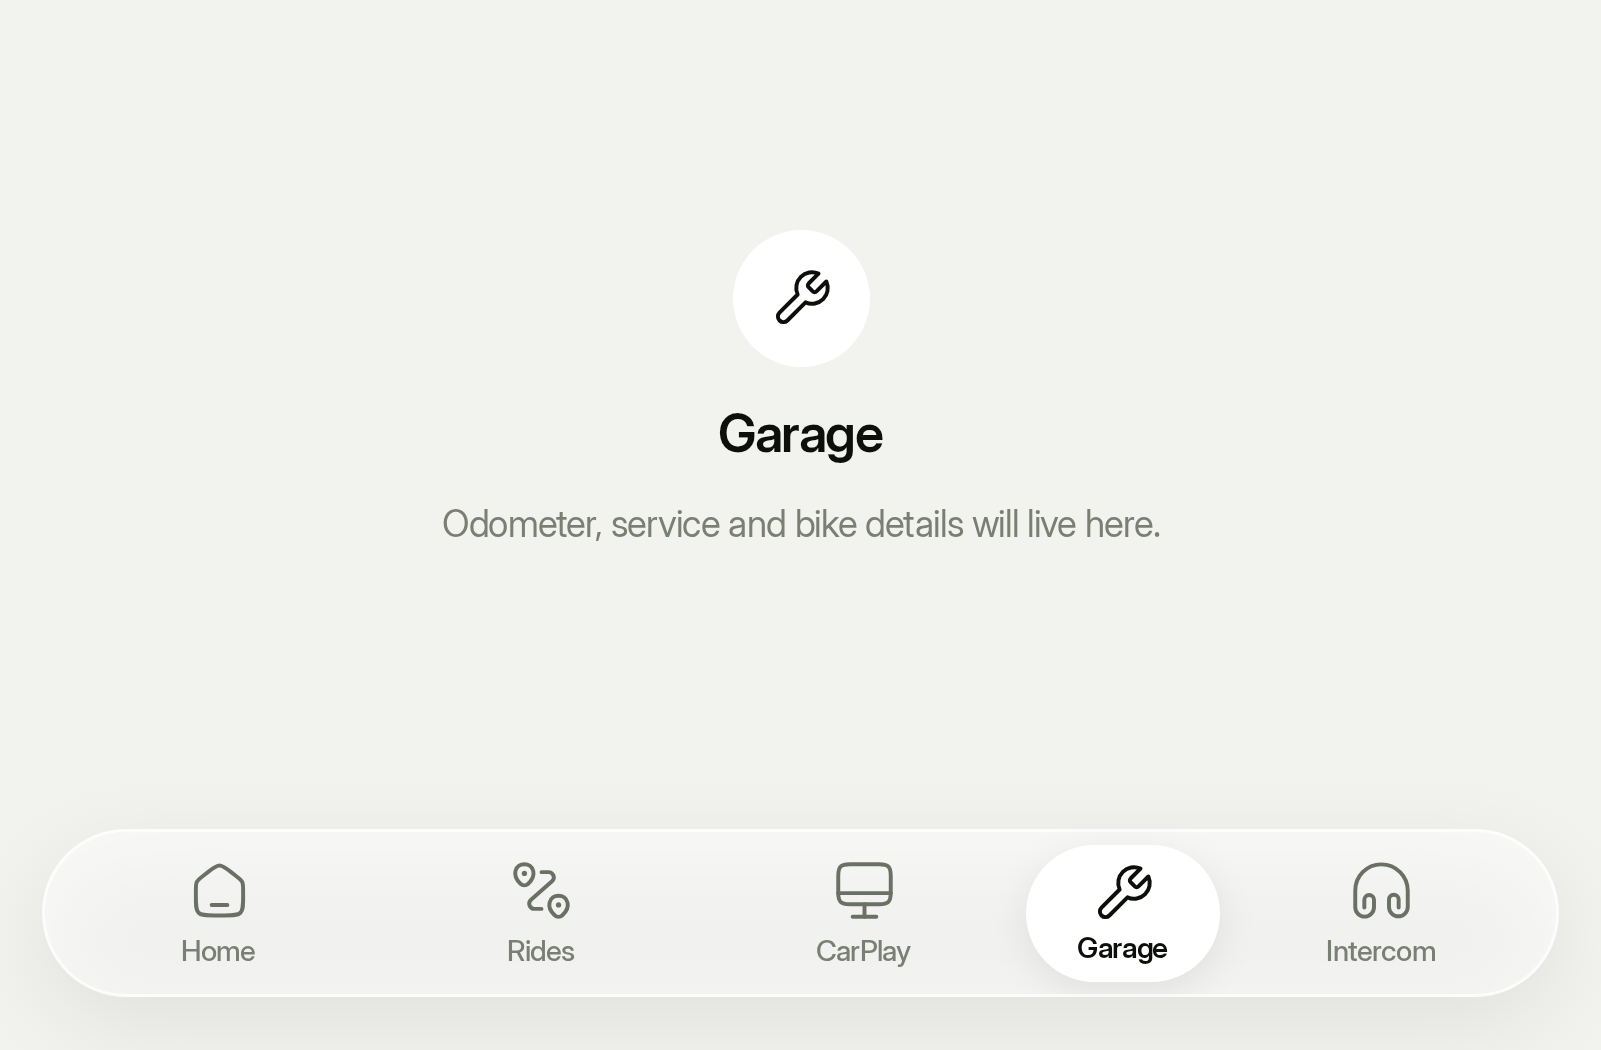 Garage
Odometer, service and bike details will live here.
Home
Rides
CarPlay
Garage
Intercom